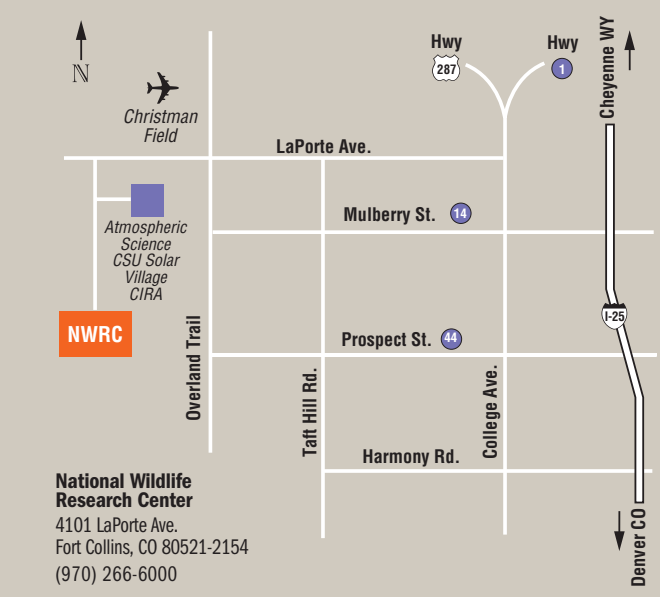 N
Christman
Field
Hwy
287
Hwy
1
Cheyenne WY
LaPorte Ave.
Mulberry St. 14
Atmospheric
Science
CSU Solar
Village
CIRA
NWRC
Overland Trail
Prospect St. 44
I-25
Taft Hill Rd.
College Ave.
Harmony Rd.
National Wildlife
Research Center
4101 LaPorte Ave.
Fort Collins, CO 80521-2154
(970) 266-6000
Denver CO